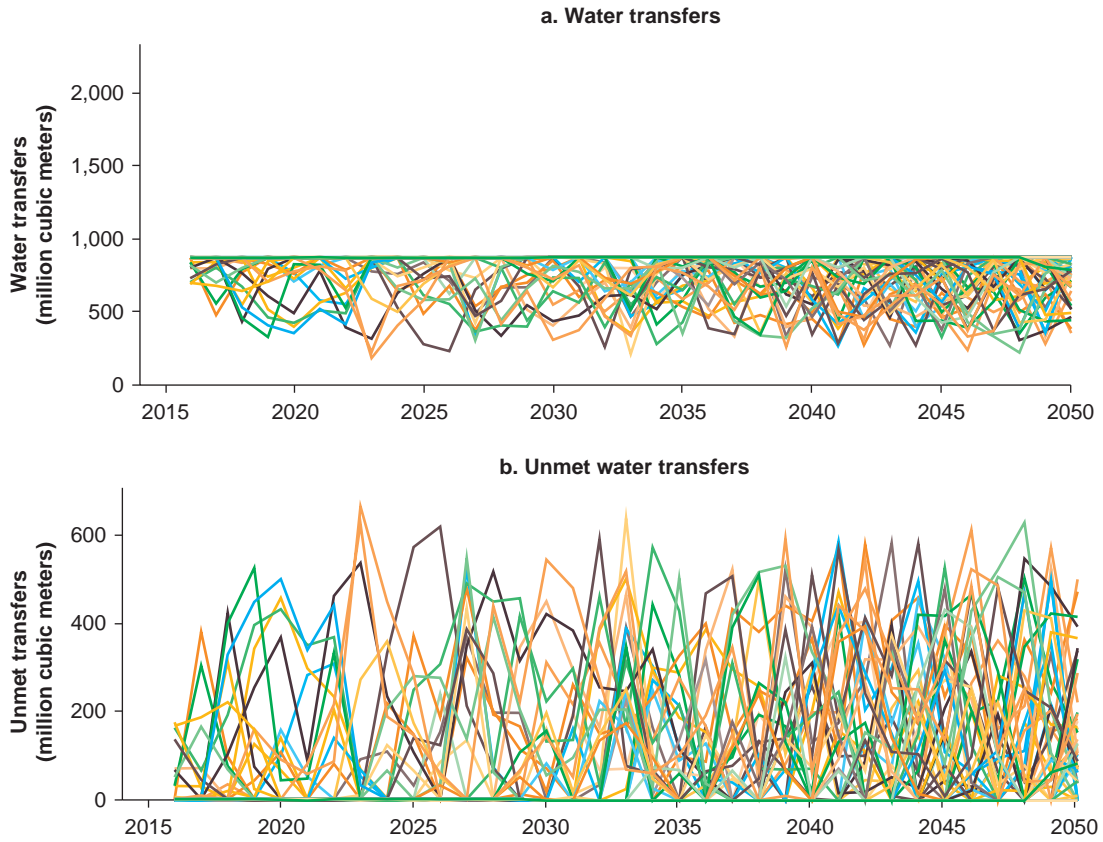 a. Water transfers
Water transfers
(million cubic meters)
2,000
1,500
1,000
500
0
2015 2020 2025 2030 2035 2040 2045 2050
b. Unmet water transfers
Unmet transfers
(million cubic meters)
600
400
200
0
2015 2020 2025 2030 2035 2040 2045 2050